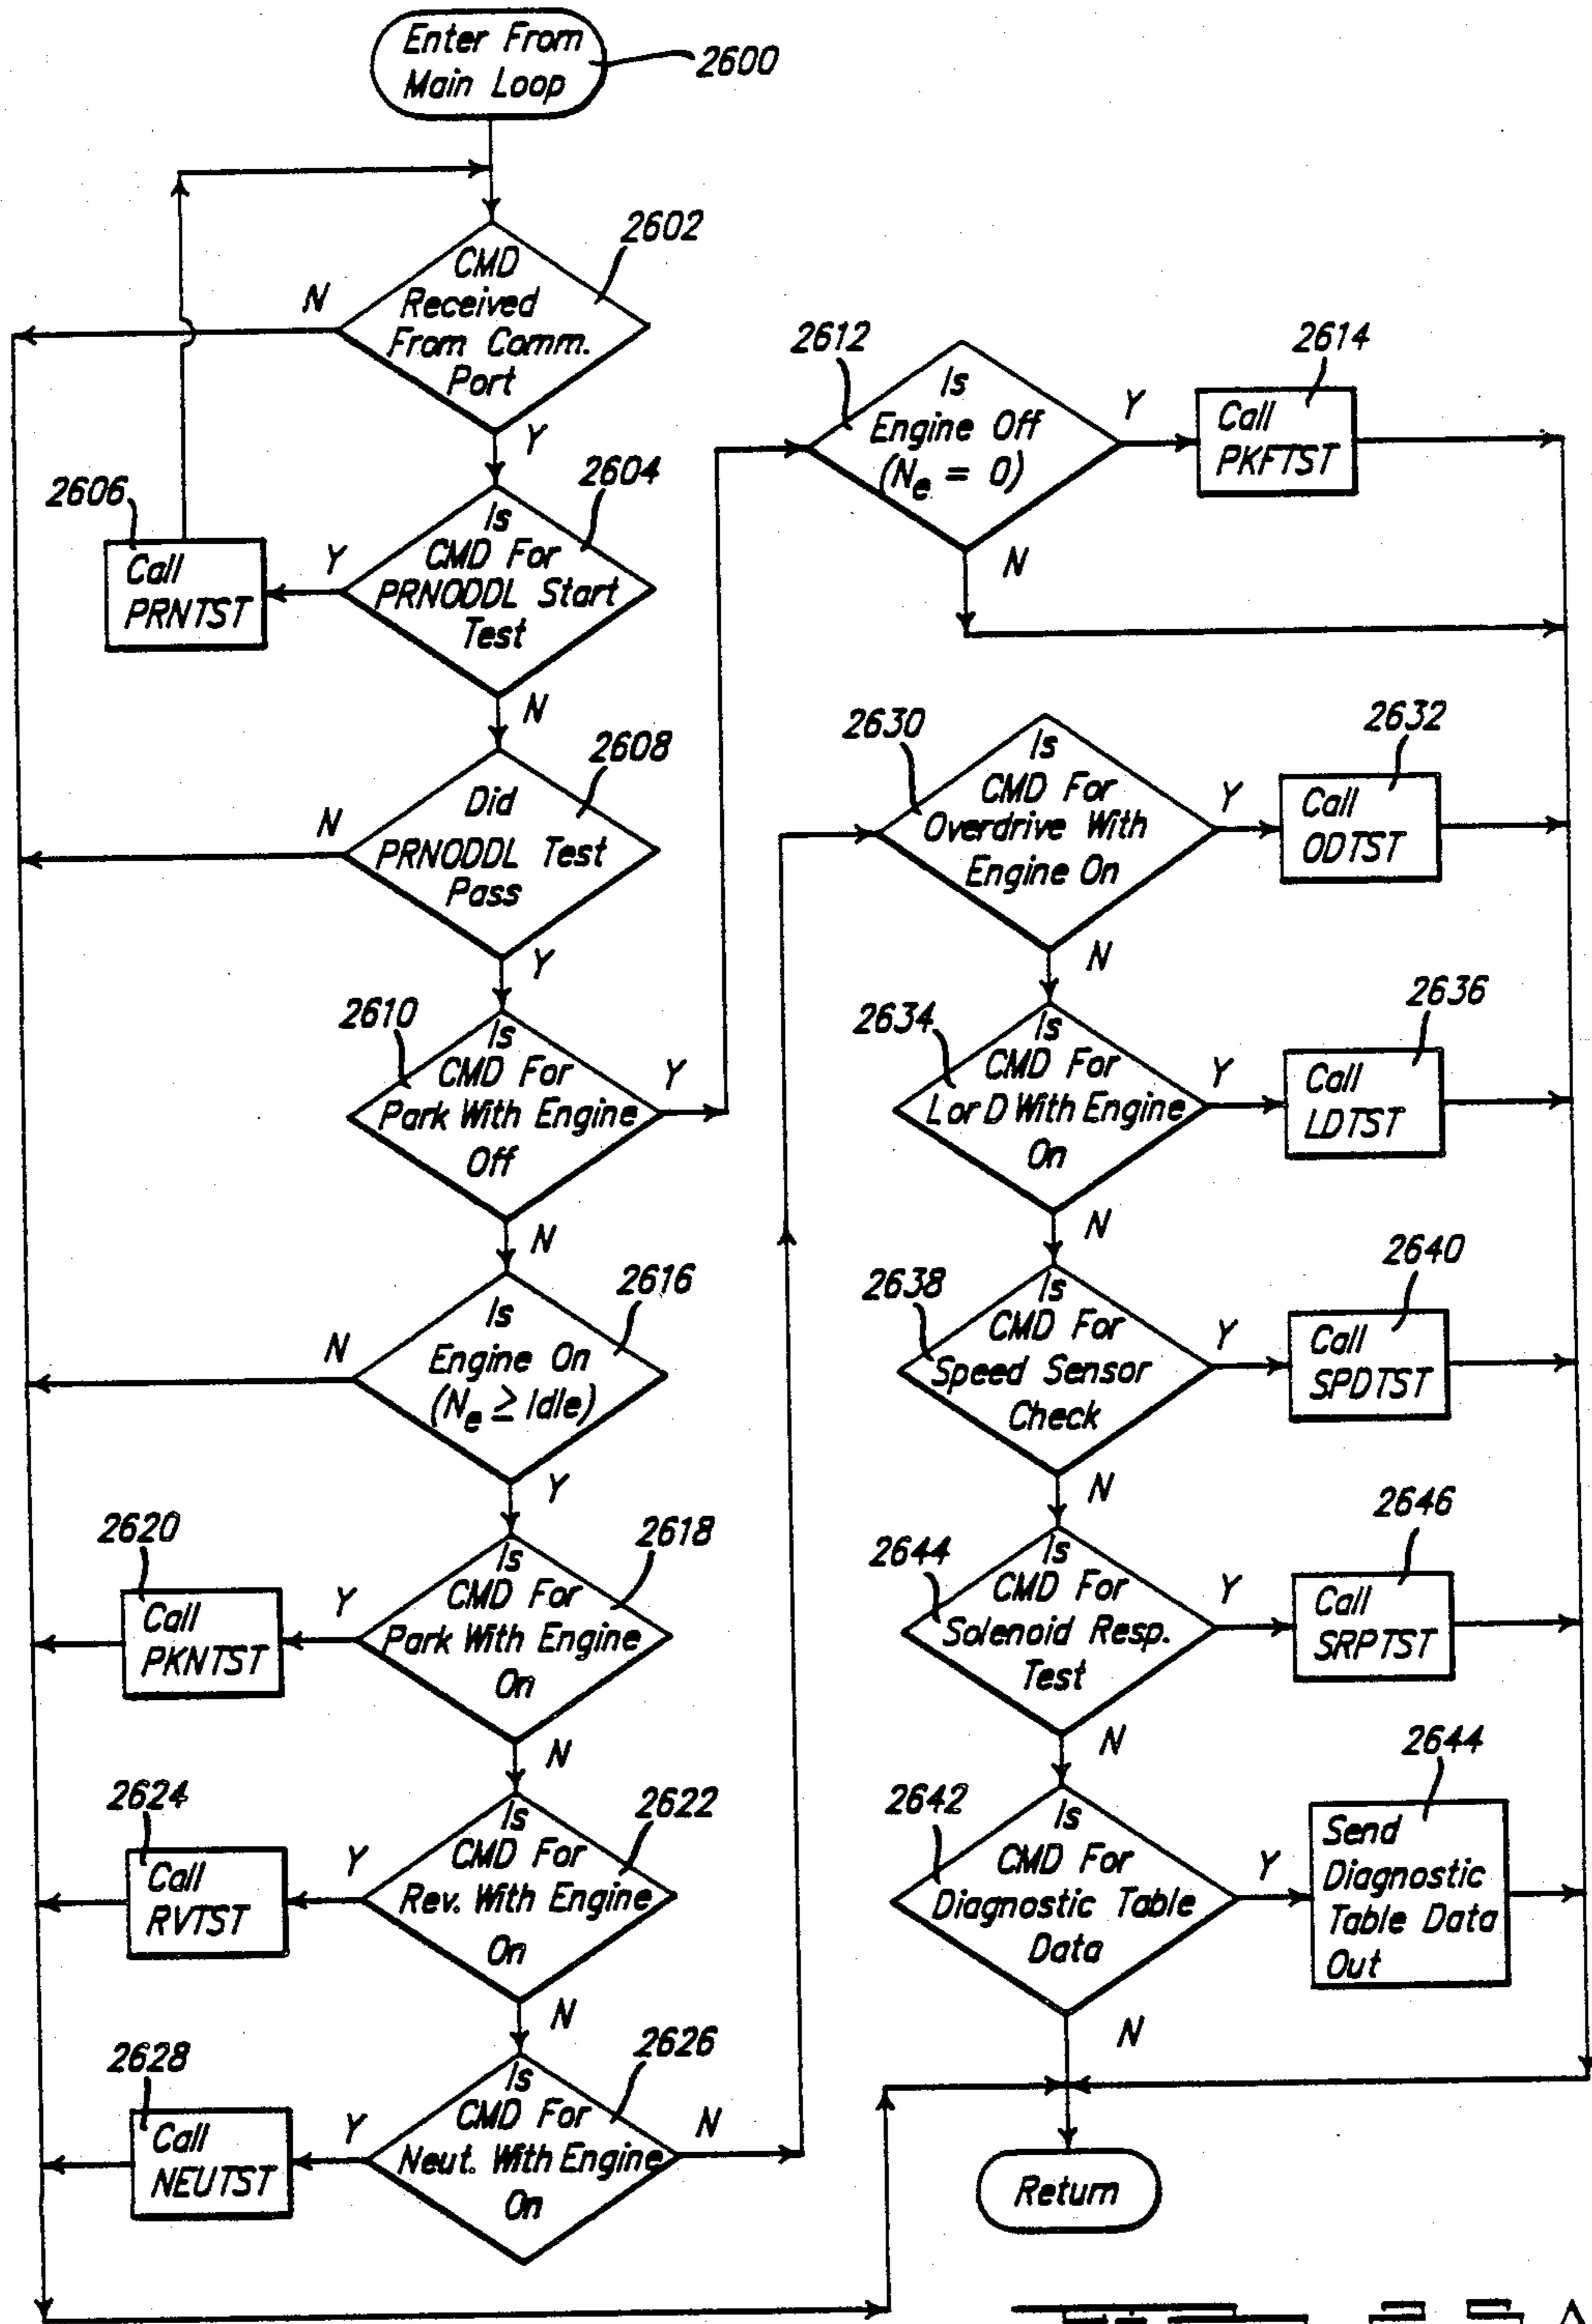 Enter From
Main Loop
2600
2602
CMD
Received
From Comm.
Port
N
Y
2604
Is
CMD For
PRNODDL Start
Test
Y
N
2606
Call
PRNTST
2608
Did
PRNODDL Test
Pass
N
Y
2610
Is
CMD For
Park With Engine
Off
Y
N
2612
Is
Engine Off
(Ne = 0)
Y
N
2614
Call
PKFTST
2616
Is
Engine On
(Ne ≥ Idle)
N
Y
2618
Is
CMD For
Park With Engine
On
Y
N
2620
Call
PKNTST
2622
Is
CMD For
Rev. With Engine
On
Y
N
2624
Call
RVTST
2626
Is
CMD For
Neut. With Engine
On
Y
N
2628
Call
NEUTST
2630
Is
CMD For
Overdrive With
Engine On
Y
N
2632
Call
ODTST
2634
Is
CMD For
L or D With Engine
On
Y
N
2636
Call
LDTST
2638
Is
CMD For
Speed Sensor
Check
Y
N
2640
Call
SPDTST
2644
Is
CMD For
Solenoid Resp.
Test
Y
N
2646
Call
SRPTST
2642
Is
CMD For
Diagnostic Table
Data
Y
N
2644
Send
Diagnostic
Table Data
Out
Return